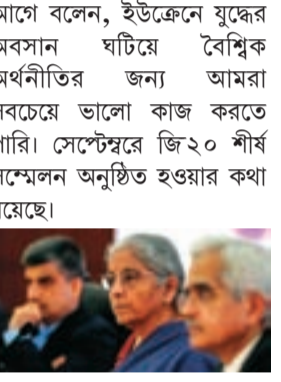 আগে বলেন, ইউক্রেনে যুদ্ধের
অবসান ঘটিয়ে বৈশ্বিক
অর্থনীতির জন্য আমরা
সবচেয়ে ভালো কাজ করতে
পারি। সেপ্টেম্বরে জি২০ শীর্ষ
সম্মেলন অনুষ্ঠিত হওয়ার কথা
রয়েছে।